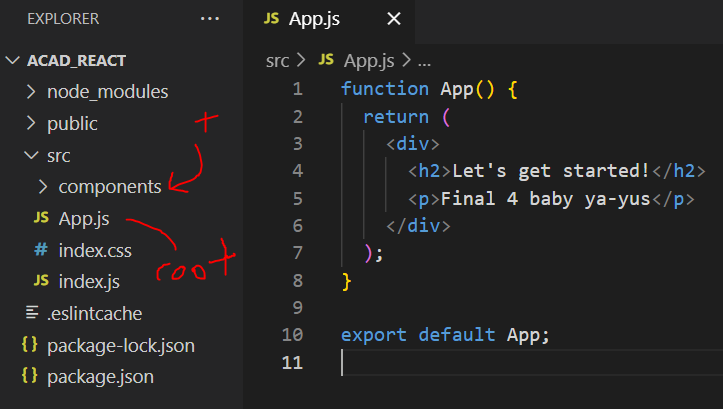 EXPLORER ...
ACAD_REACT
node_modules
public
+
src
components
JS App.js
root
# index.css
JS index.js
.eslintcache
{} package-lock.json
{} package.json
JS App.js ×
src > JS App.js > ...
1 function App() {
2 return (
3 <div>
4 <h2>Let's get started!</h2>
5 <p>Final 4 baby ya-yus</p>
6 </div>
7 );
8 }
9
10 export default App;
11